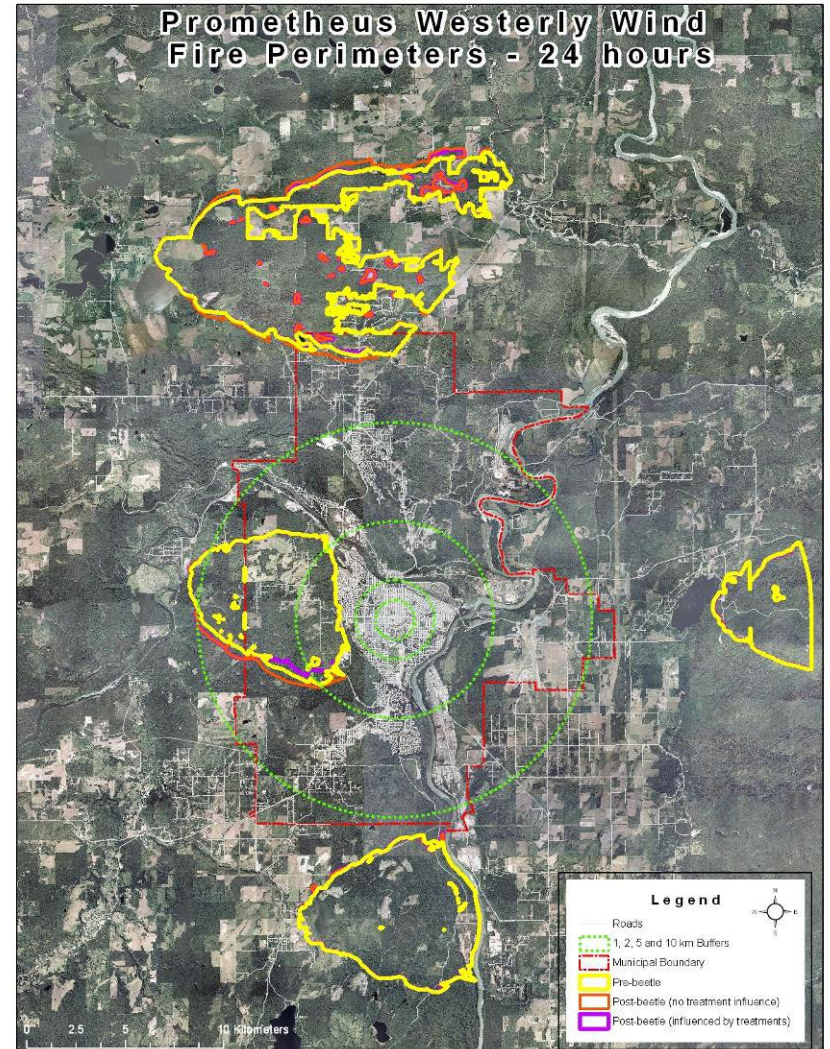 Prometheus Westerly Wind
Fire Perimeters - 24 hours
Legend
N
W
E
S
Roads
1, 2, 5 and 10 km Buffers
Municipal Boundary
Pre-beetle
Post-beetle (no treatment influence)
Post-beetle (influenced by treatments)
0 2.5 5 10 Kilometers